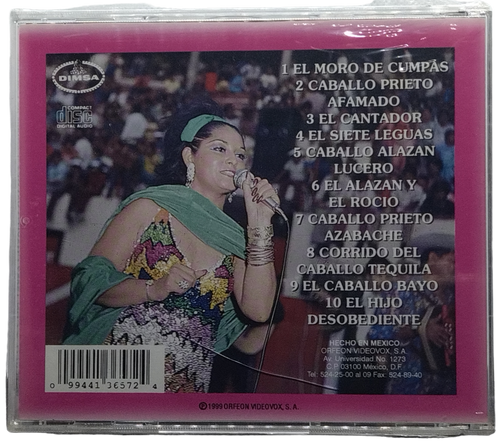 DIMSA
COMPACT
disc
DIGITAL AUDIO
1 EL MORO DE CUMPAS
2 CABALLO PRIETO
AFAMADO
3 EL CANTADOR
4 EL SIETE LEGUAS
5 CABALLO ALAZAN
LUCERO
6 EL ALAZAN Y
EL ROCIO
7 CABALLO PRIETO
AZABACHE
8 CORRIDO DEL
CABALLO TEQUILA
9 EL CABALLO BAYO
10 EL HIJO
DESOBEDIENTE
HECHO EN MEXICO
ORFEON VIDEOVOX, S.A.
Av. Universidad No. 1273
C.P. 03100 México, D.F.
Tel. 524-25-00 al 09 Fax: 524-89-40
0 99441 36572 4
℗©1999 ORFEON VIDEOVOX, S. A.